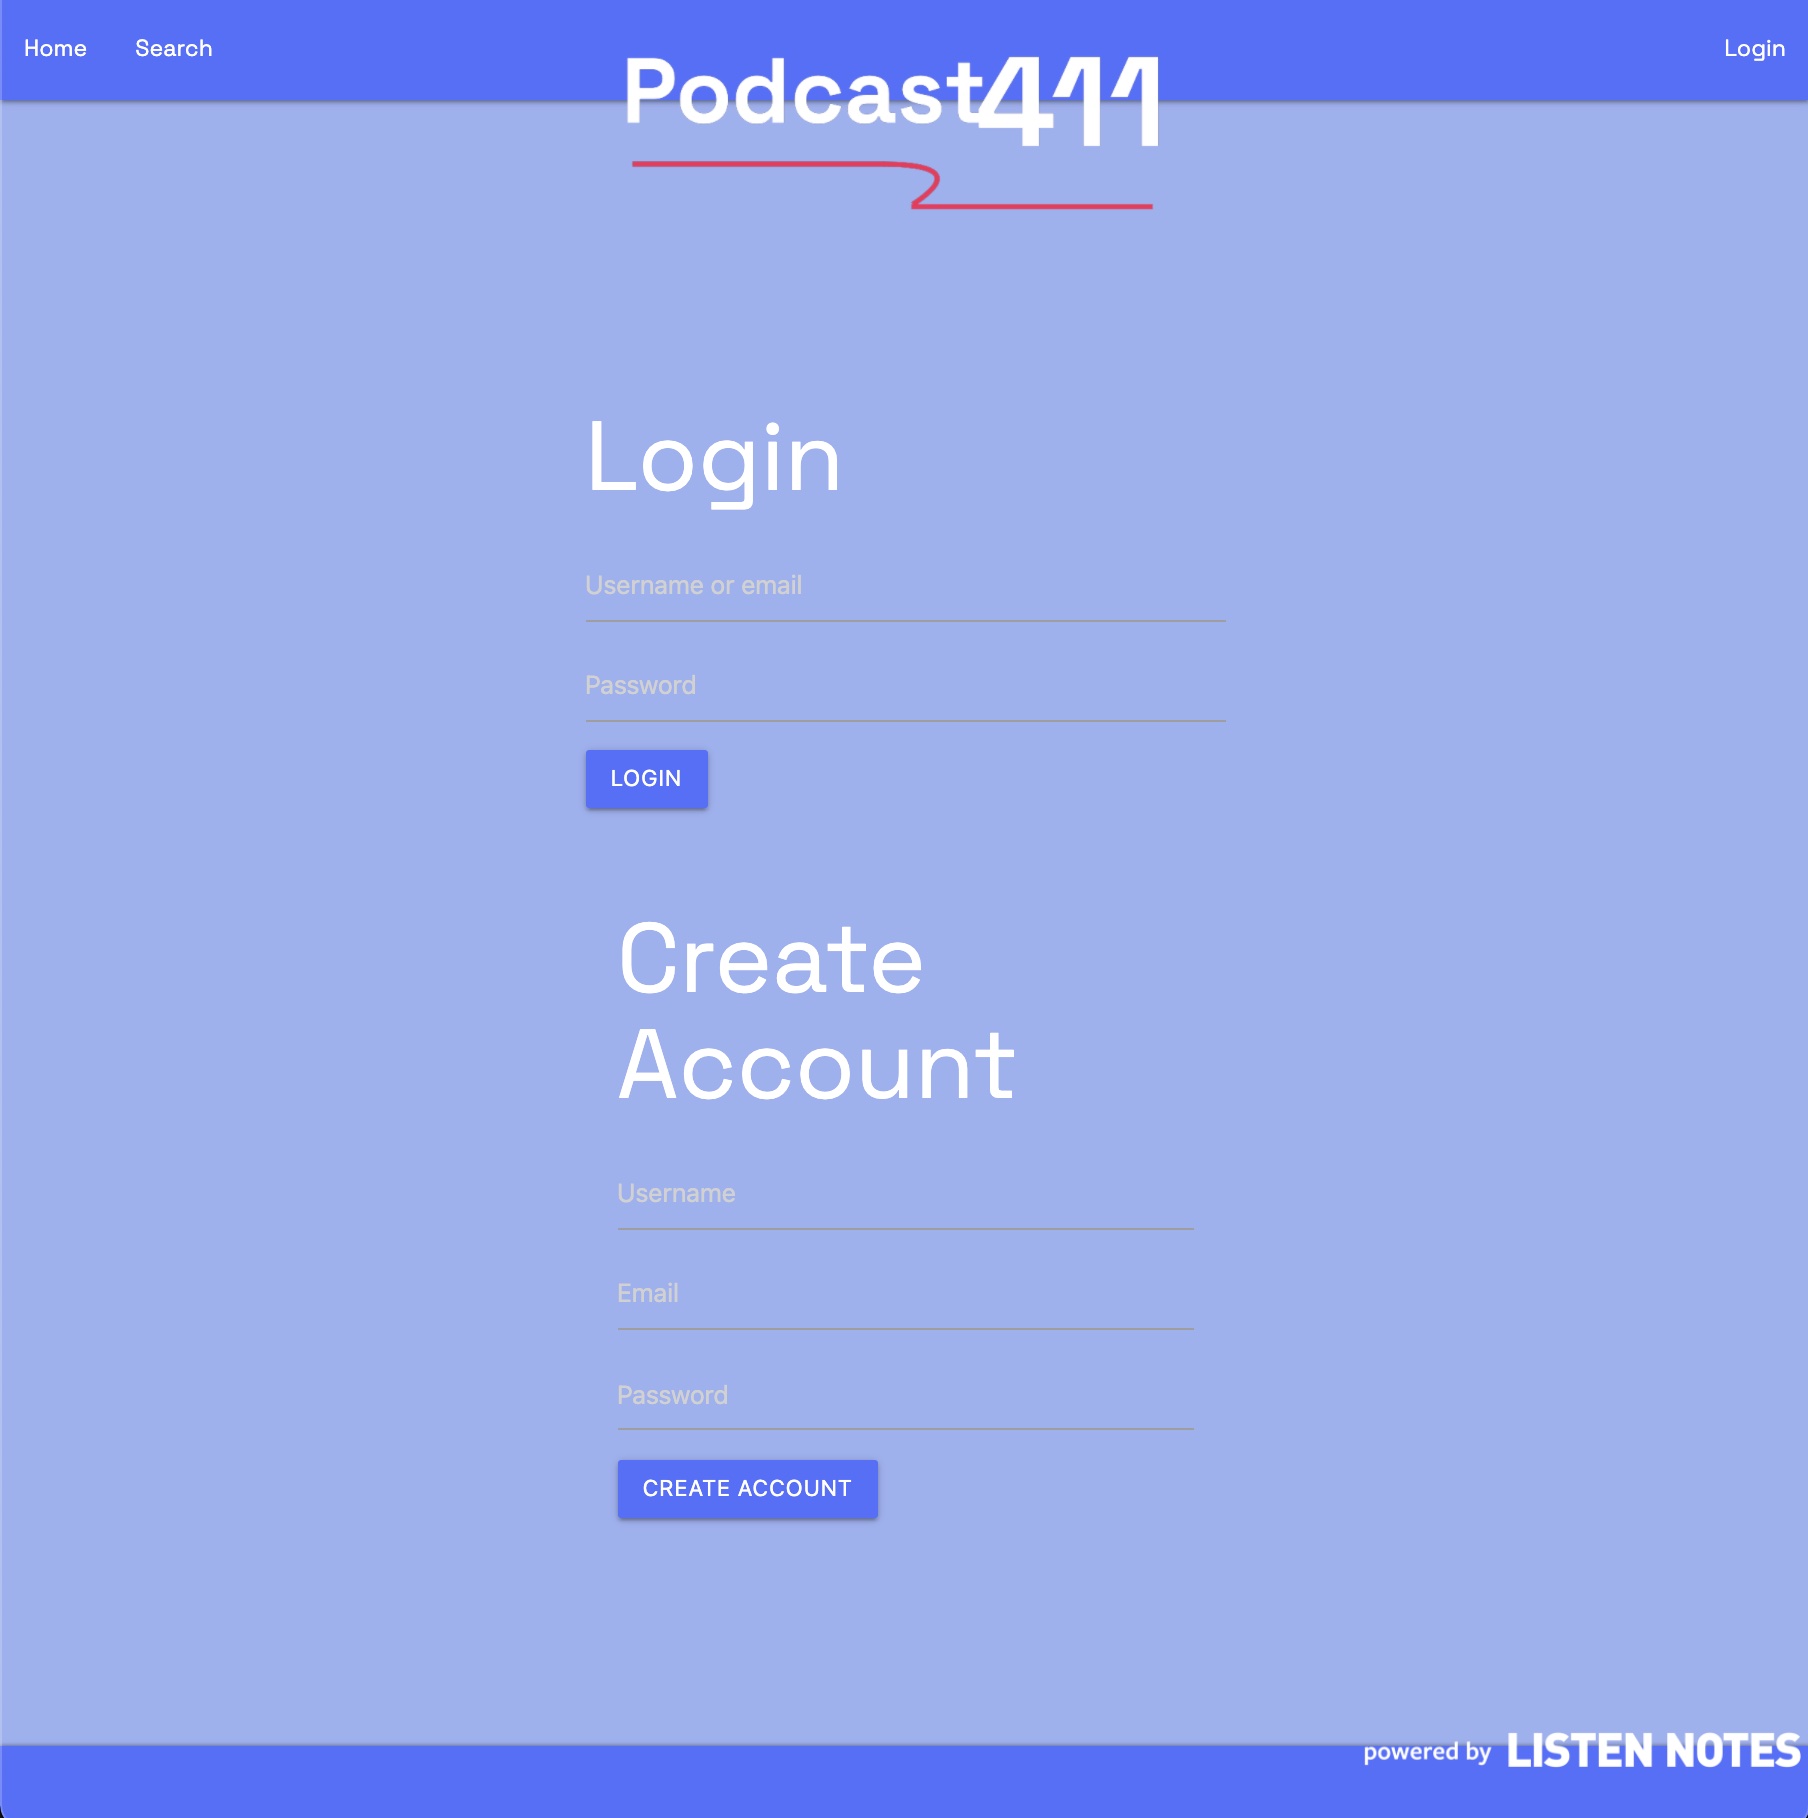 Home
Search
Login
Podcast411
Login
Username or email
Password
LOGIN
Create
Account
Username
Email
Password
CREATE ACCOUNT
powered by LISTEN NOTES